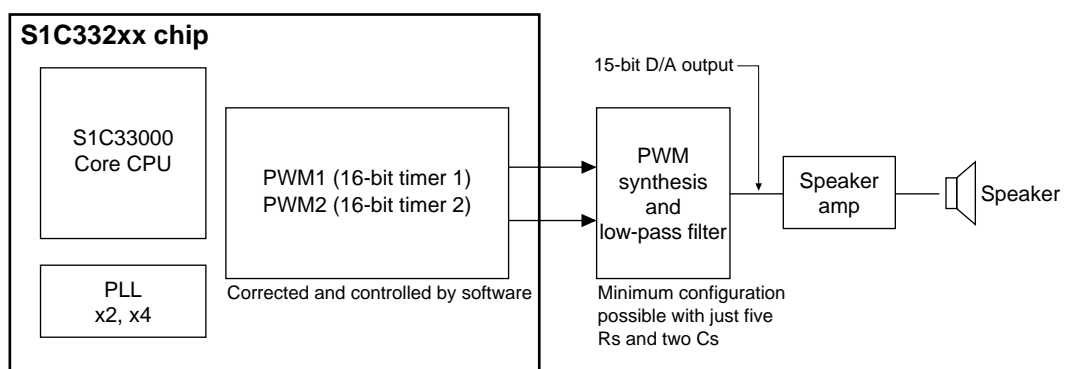 S1C332xx chip
S1C33000
Core CPU
PLL
x2, x4
PWM1 (16-bit timer 1)
PWM2 (16-bit timer 2)
Corrected and controlled by software
15-bit D/A output
PWM
synthesis
and
low-pass filter
Minimum configuration
possible with just five
Rs and two Cs
Speaker
amp
Speaker